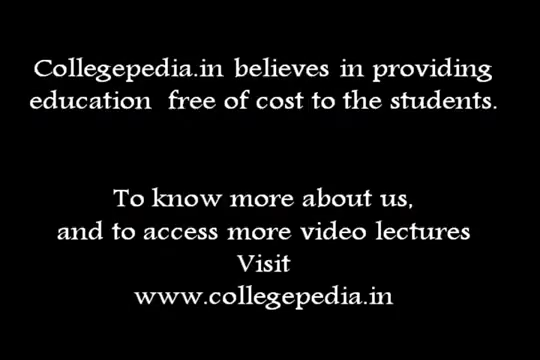 Collegepedia.in believes in providing
education free of cost to the students.
To know more about us,
and to access more video lectures
Visit
www.collegepedia.in